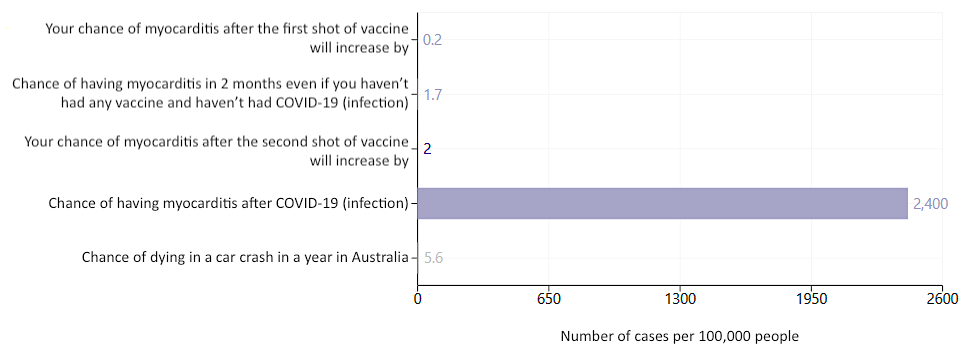 Your chance of myocarditis after the first shot of vaccine
will increase by
0.2
Chance of having myocarditis in 2 months even if you haven’t
had any vaccine and haven’t had COVID-19 (infection)
1.7
Your chance of myocarditis after the second shot of vaccine
will increase by
2
Chance of having myocarditis after COVID-19 (infection)
2,400
Chance of dying in a car crash in a year in Australia
5.6
0 650 1300 1950 2600
Number of cases per 100,000 people